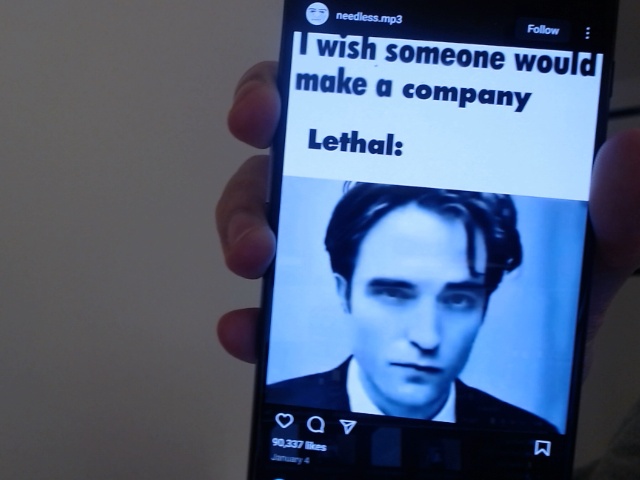 needless.mp3
Follow
I wish someone would
make a company
Lethal:
90,337 likes
January 4